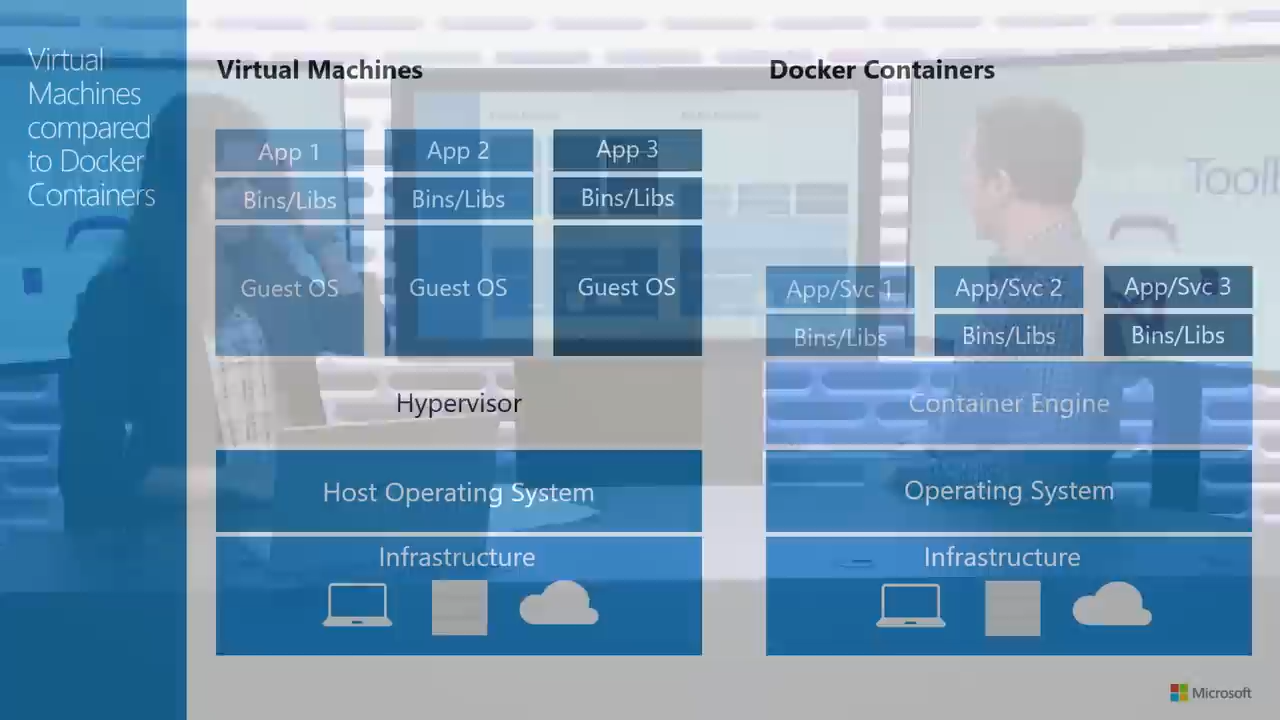 Virtual
Machines
compared
to Docker
Containers
Virtual Machines
App 1
App 2
App 3
Bins/Libs
Bins/Libs
Bins/Libs
Guest OS
Guest OS
Guest OS
Hypervisor
Host Operating System
Infrastructure
Docker Containers
App/Svc 1
App/Svc 2
App/Svc 3
Bins/Libs
Bins/Libs
Bins/Libs
Container Engine
Operating System
Infrastructure
Microsoft